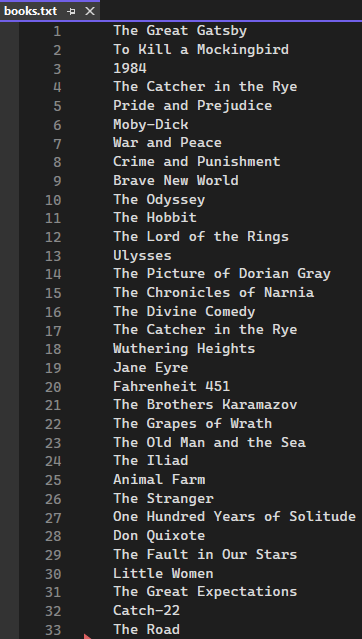 books.txt
1 The Great Gatsby
2 To Kill a Mockingbird
3 1984
4 The Catcher in the Rye
5 Pride and Prejudice
6 Moby-Dick
7 War and Peace
8 Crime and Punishment
9 Brave New World
10 The Odyssey
11 The Hobbit
12 The Lord of the Rings
13 Ulysses
14 The Picture of Dorian Gray
15 The Chronicles of Narnia
16 The Divine Comedy
17 The Catcher in the Rye
18 Wuthering Heights
19 Jane Eyre
20 Fahrenheit 451
21 The Brothers Karamazov
22 The Grapes of Wrath
23 The Old Man and the Sea
24 The Iliad
25 Animal Farm
26 The Stranger
27 One Hundred Years of Solitude
28 Don Quixote
29 The Fault in Our Stars
30 Little Women
31 The Great Expectations
32 Catch-22
33 The Road